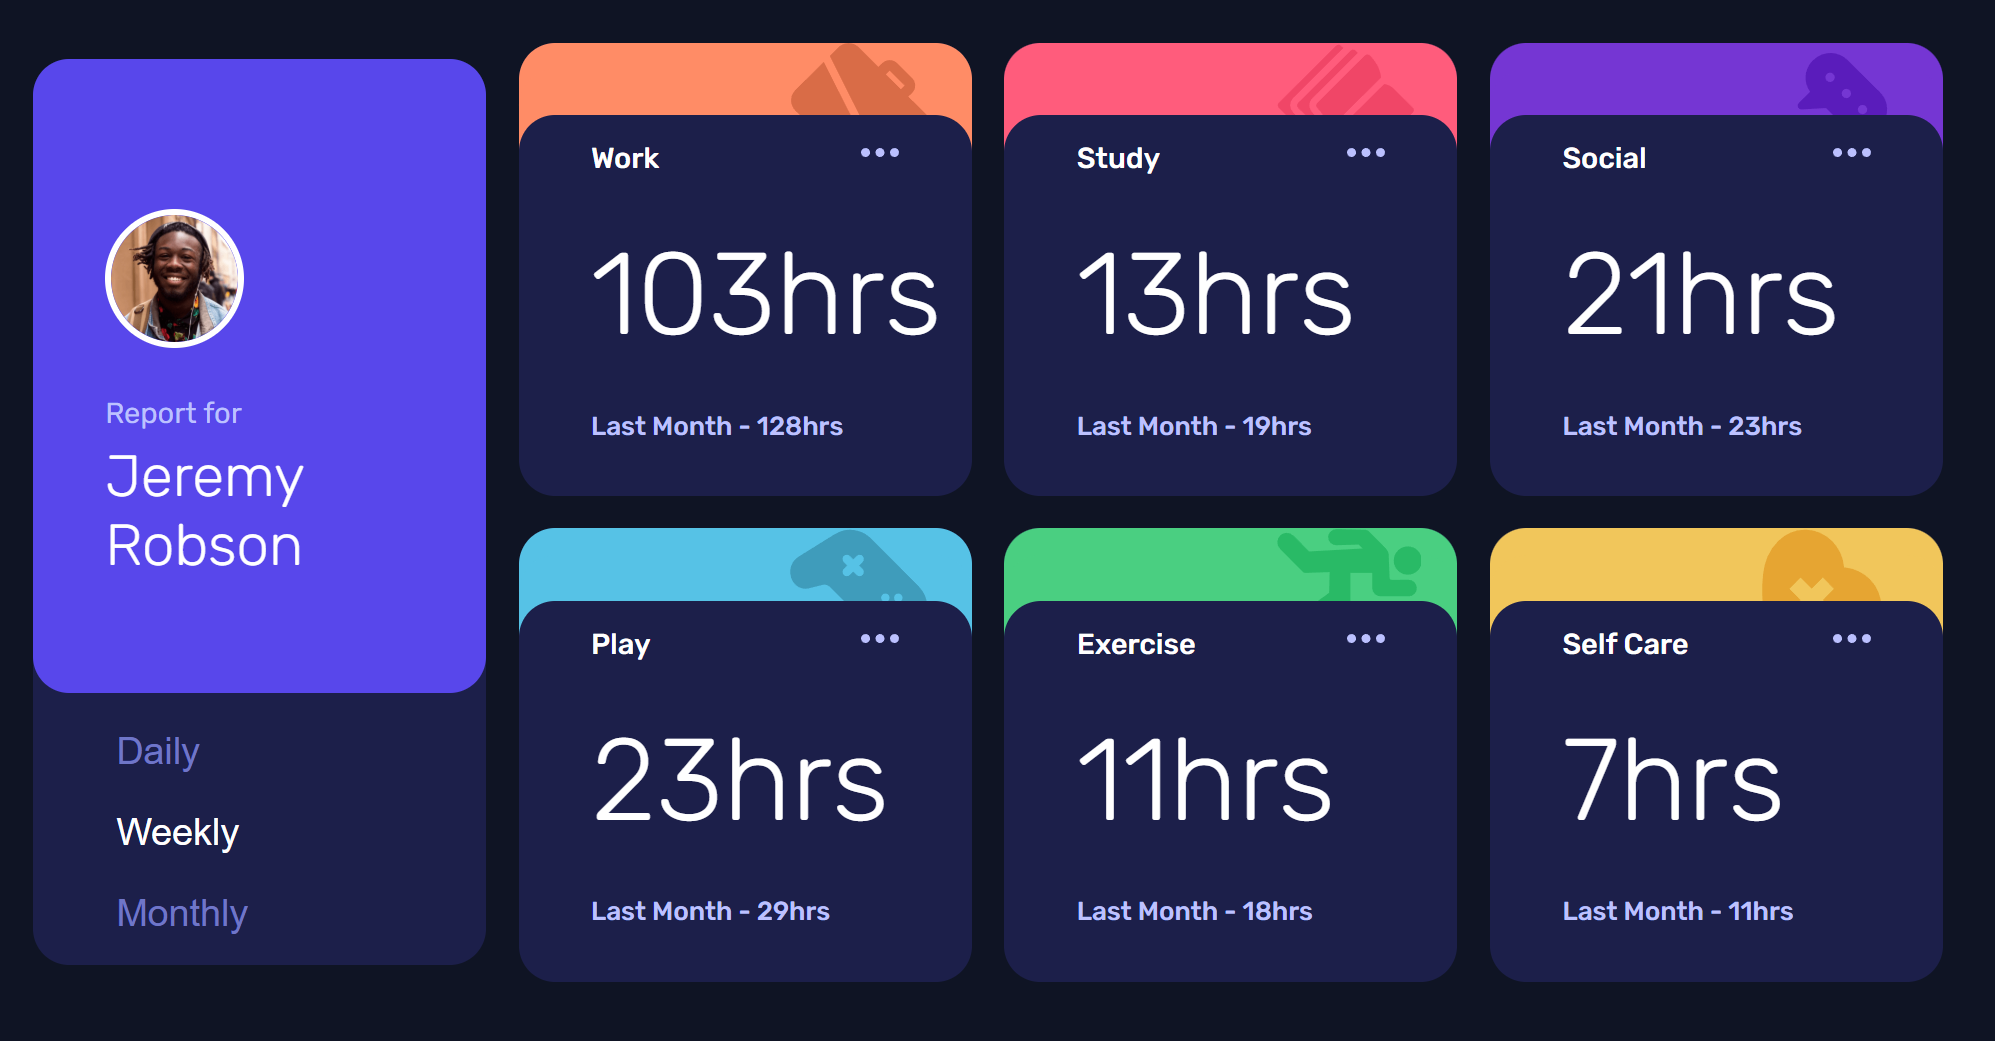 Report for
Jeremy
Robson
Daily
Weekly
Monthly
Work
103hrs
Last Month - 128hrs
Study
13hrs
Last Month - 19hrs
Social
21hrs
Last Month - 23hrs
Play
23hrs
Last Month - 29hrs
Exercise
11hrs
Last Month - 18hrs
Self Care
7hrs
Last Month - 11hrs